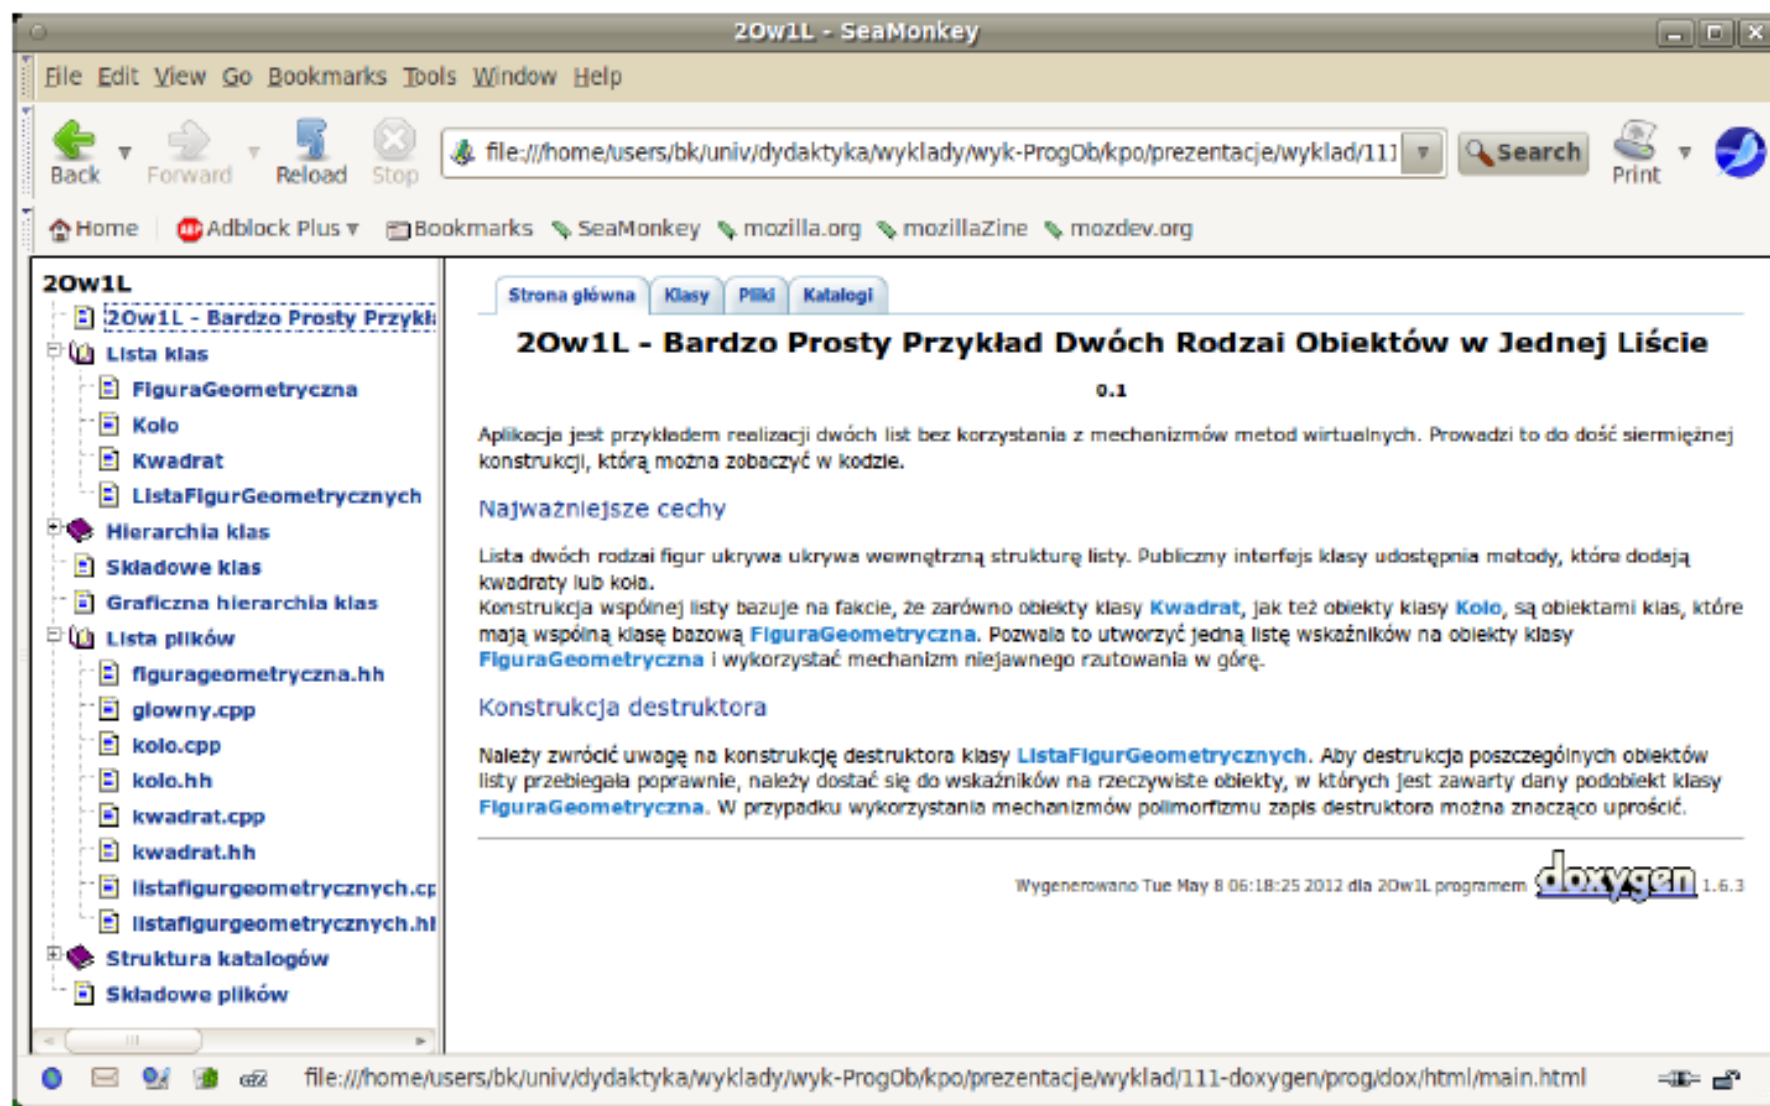 2Ow1L - SeaMonkey
File Edit View Go Bookmarks Tools Window Help
Back Forward Reload Stop file:///home/users/bk/univ/dydaktyka/wyklady/wyk-ProgOb/kpo/prezentacje/wyklad/111 Search Print
Home ABP Adblock Plus Bookmarks SeaMonkey mozilla.org mozillaZine mozdev.org
2Ow1L
2Ow1L - Bardzo Prosty Przykła
Lista klas
FiguraGeometryczna
Kolo
Kwadrat
ListaFigurGeometrycznych
Hierarchia klas
Składowe klas
Graficzna hierarchia klas
Lista plików
figurageometryczna.hh
glowny.cpp
kolo.cpp
kolo.hh
kwadrat.cpp
kwadrat.hh
listafigurgeometrycznych.cp
listafigurgeometrycznych.hh
Struktura katalogów
Składowe plików
Strona główna Klasy Pliki Katalogi
2Ow1L - Bardzo Prosty Przykład Dwóch Rodzai Obiektów w Jednej Liście
0.1
Aplikacja jest przykładem realizacji dwóch list bez korzystania z mechanizmów metod wirtualnych. Prowadzi to do dość siermiężnej
konstrukcji, którą można zobaczyć w kodzie.
Najważniejsze cechy
Lista dwóch rodzai figur ukrywa ukrywa wewnętrzną strukturę listy. Publiczny interfejs klasy udostępnia metody, które dodają
kwadraty lub koła.
Konstrukcja wspólnej listy bazuje na fakcie, że zarówno obiekty klasy Kwadrat, jak też obiekty klasy Kolo, są obiektami klas, które
mają wspólną klasę bazową FiguraGeometryczna. Pozwala to utworzyć jedną listę wskaźników na obiekty klasy
FiguraGeometryczna i wykorzystać mechanizm niejawnego rzutowania w górę.
Konstrukcja destruktora
Należy zwrócić uwagę na konstrukcję destruktora klasy ListaFigurGeometrycznych. Aby destrukcja poszczególnych obiektów
listy przebiegała poprawnie, należy dostać się do wskaźników na rzeczywiste obiekty, w których jest zawarty dany podobiekt klasy
FiguraGeometryczna. W przypadku wykorzystania mechanizmów polimorfizmu zapis destruktora można znacząco uprościć.
Wygenerowano Tue May 8 06:18:25 2012 dla 2Ow1L programem doxygen 1.6.3
file:///home/users/bk/univ/dydaktyka/wyklady/wyk-ProgOb/kpo/prezentacje/wyklad/111-doxygen/prog/dox/html/main.html